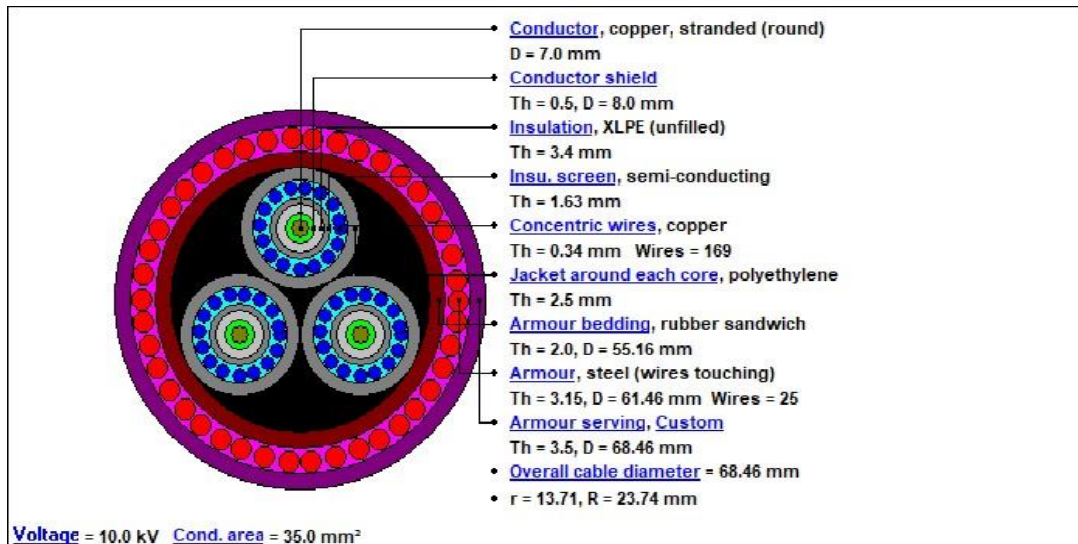 Conductor, copper, stranded (round)
D = 7.0 mm
Conductor shield
Th = 0.5, D = 8.0 mm
Insulation, XLPE (unfilled)
Th = 3.4 mm
Insu. screen, semi-conducting
Th = 1.63 mm
Concentric wires, copper
Th = 0.34 mm Wires = 169
Jacket around each core, polyethylene
Th = 2.5 mm
Armour bedding, rubber sandwich
Th = 2.0, D = 55.16 mm
Armour, steel (wires touching)
Th = 3.15, D = 61.46 mm Wires = 25
Armour serving, Custom
Th = 3.5, D = 68.46 mm
Overall cable diameter = 68.46 mm
r = 13.71, R = 23.74 mm
Voltage = 10.0 kV Cond. area = 35.0 mm²